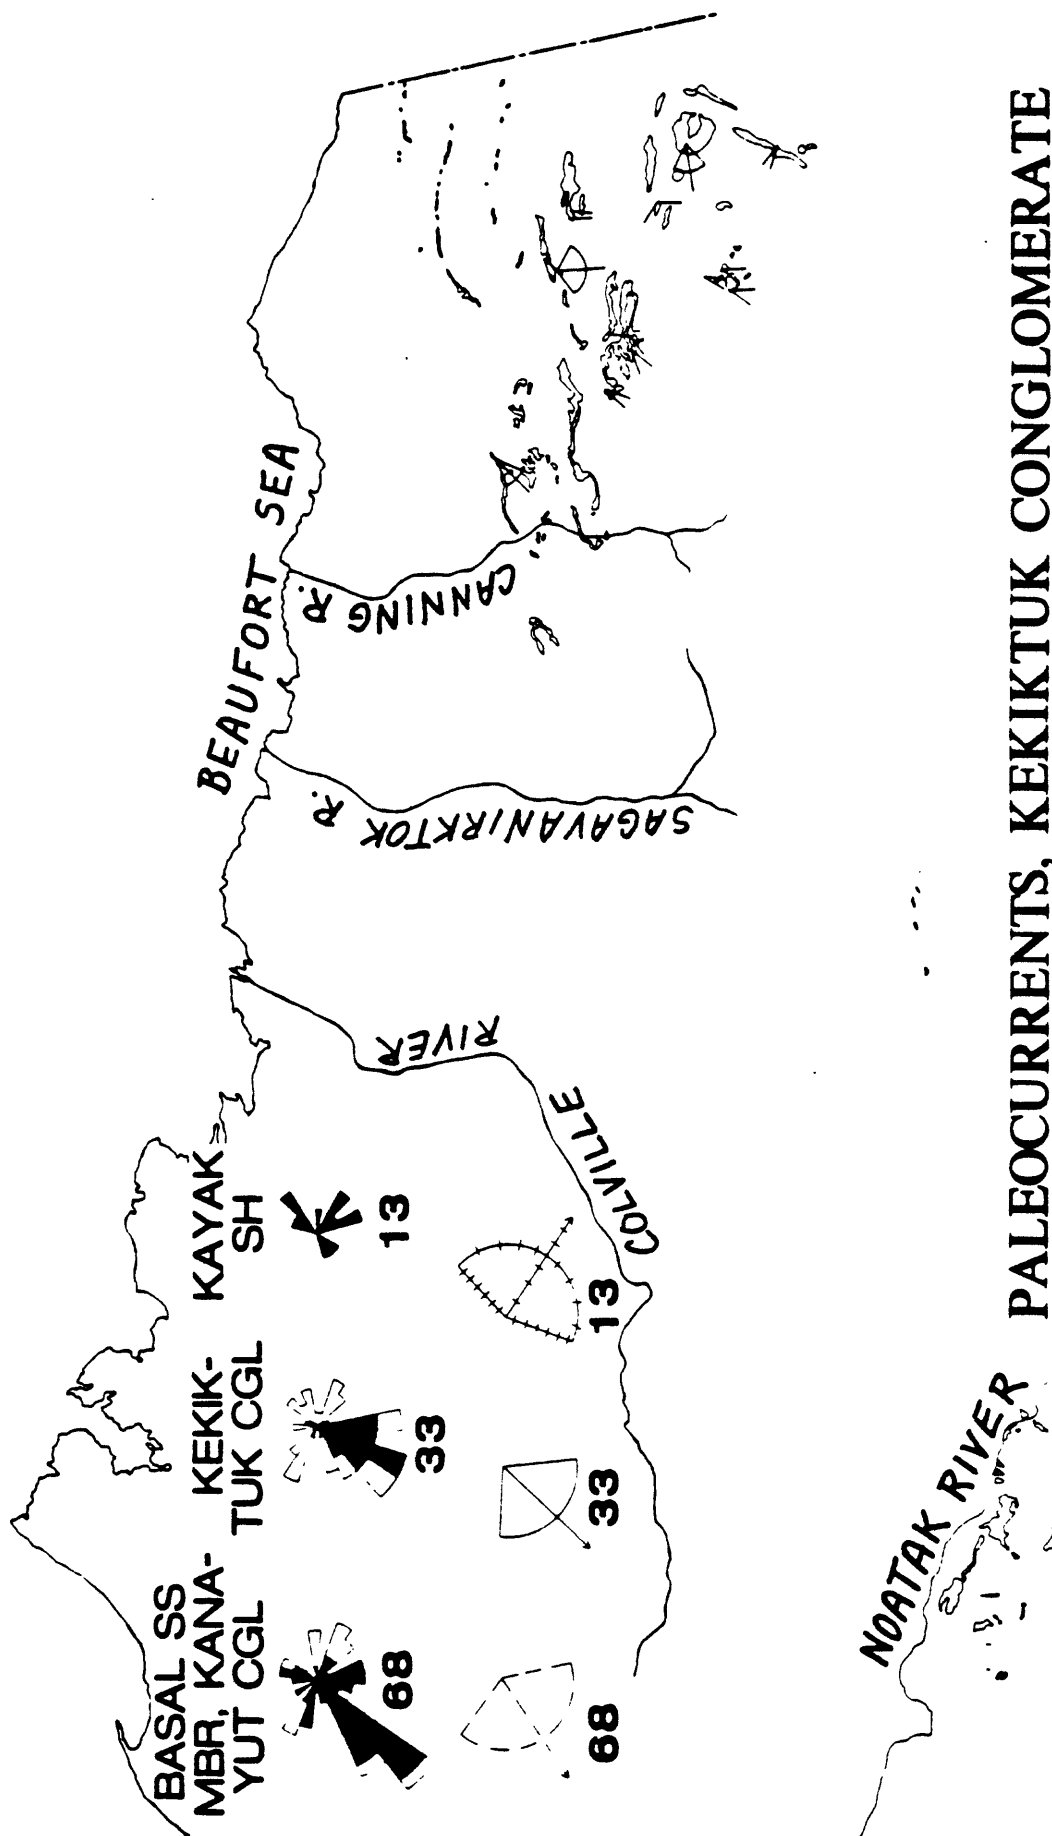 BASAL SS
MBR, KANA-
YUT CGL
68
68
KEKIK-
TUK CGL
33
33
KAYAK
SH
13
13
BEAUFORT SEA
COLVILLE
RIVER
SAGAVANIRKTOK
R.
CANNING
R.
NOATAK RIVER
PALEOCURRENTS, KEKIKTUK CONGLOMERATE